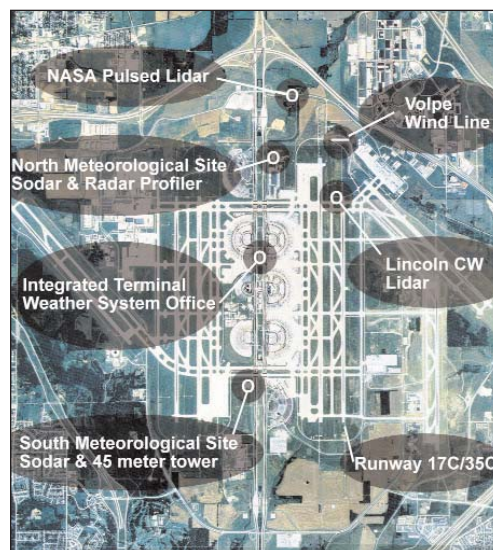 NASA Pulsed Lidar
Volpe
Wind Line
North Meteorological Site
Sodar & Radar Profiler
Integrated Terminal
Weather System Office
Lincoln CW
Lidar
South Meteorological Site
Sodar & 45 meter tower
Runway 17C/35C